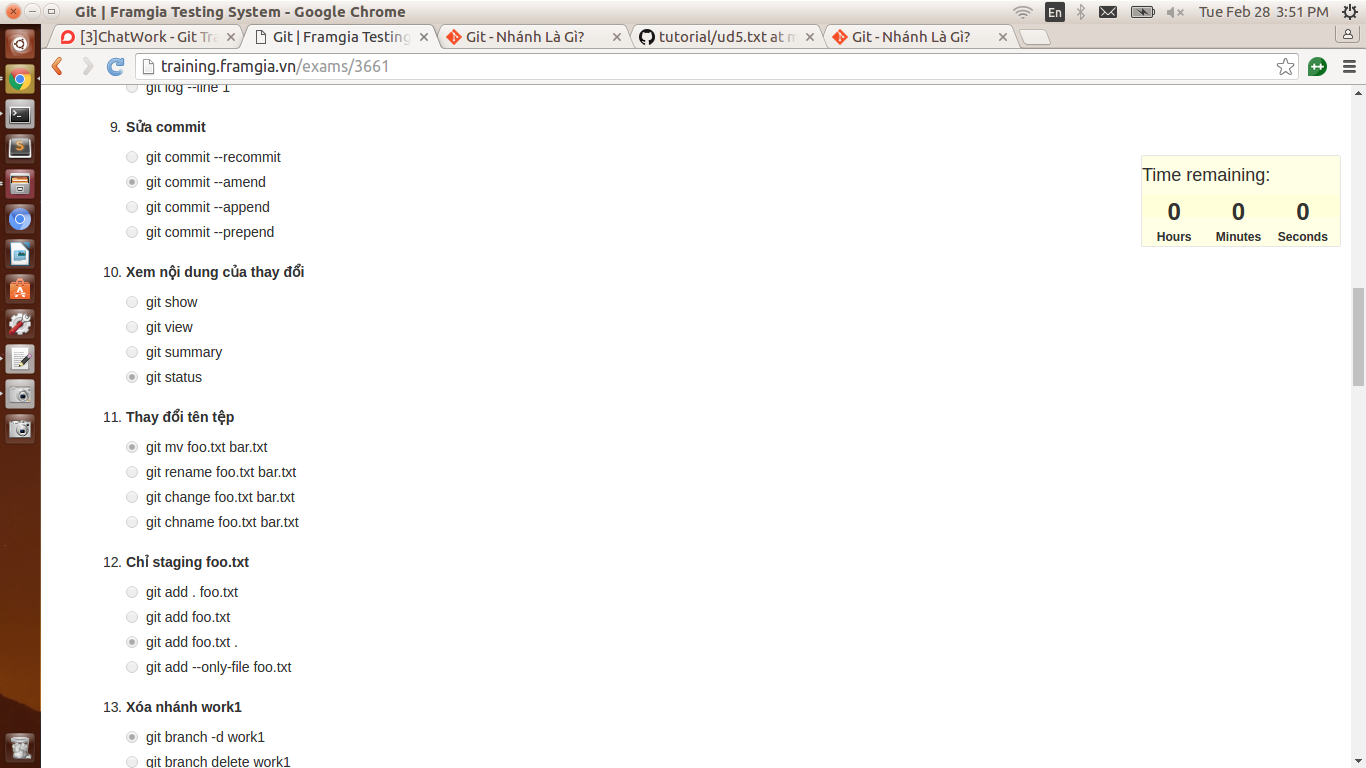 Git | Framgia Testing System - Google Chrome
En
Tue Feb 28 3:51 PM
[3]ChatWork - Git Tra
Git | Framgia Testing
Git - Nhánh Là Gì?
tutorial/ud5.txt at m
Git - Nhánh Là Gì?
training.framgia.vn/exams/3661
git log --line 1
9. Sửa commit
git commit --recommit
git commit --amend
git commit --append
git commit --prepend
Time remaining:
0 0 0
Hours Minutes Seconds
10. Xem nội dung của thay đổi
git show
git view
git summary
git status
11. Thay đổi tên tệp
git mv foo.txt bar.txt
git rename foo.txt bar.txt
git change foo.txt bar.txt
git chname foo.txt bar.txt
12. Chỉ staging foo.txt
git add . foo.txt
git add foo.txt
git add foo.txt .
git add --only-file foo.txt
13. Xóa nhánh work1
git branch -d work1
git branch delete work1